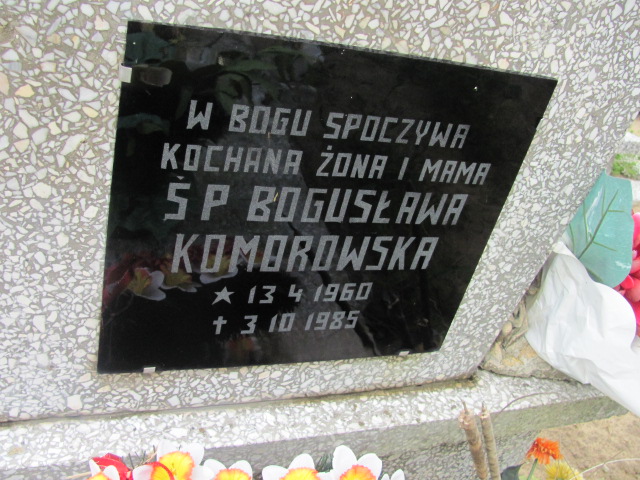 W BOGU SPOCZYWA
KOCHANA ŻONA I MAMA
ŚP BOGUSŁAWA
KOMOROWSKA
★ 13 4 1960
✝ 3 10 1985